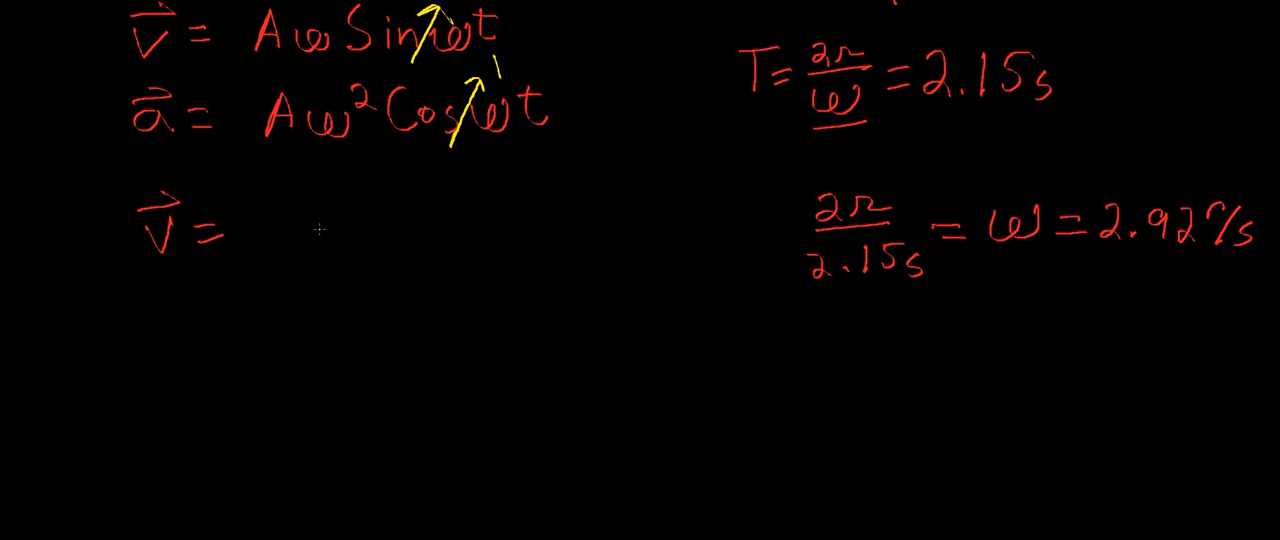 v⃗ = Aω Sin ωt
a⃗ = Aω² Cos ωt
v⃗ =
T = 2π/ω = 2.15s
2π/2.15s = ω = 2.92 r/s